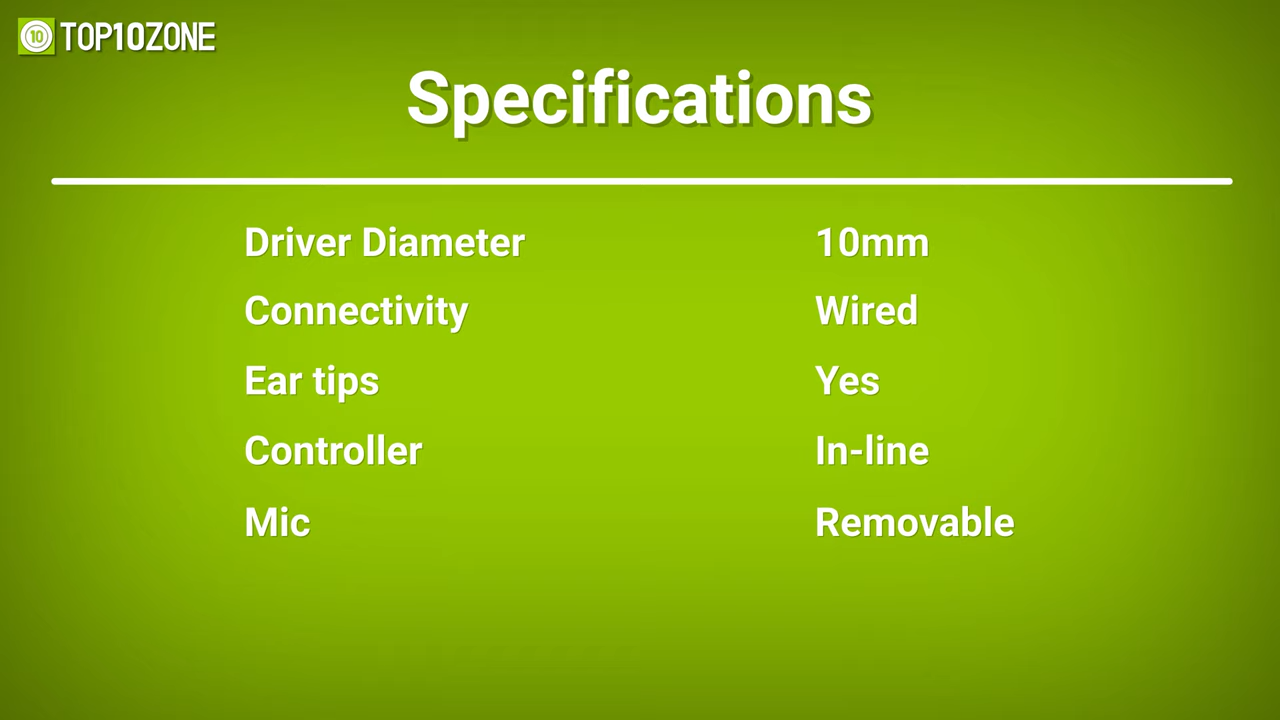 10 TOP10ZONE
Specifications
Driver Diameter 10mm
Connectivity Wired
Ear tips Yes
Controller In-line
Mic Removable